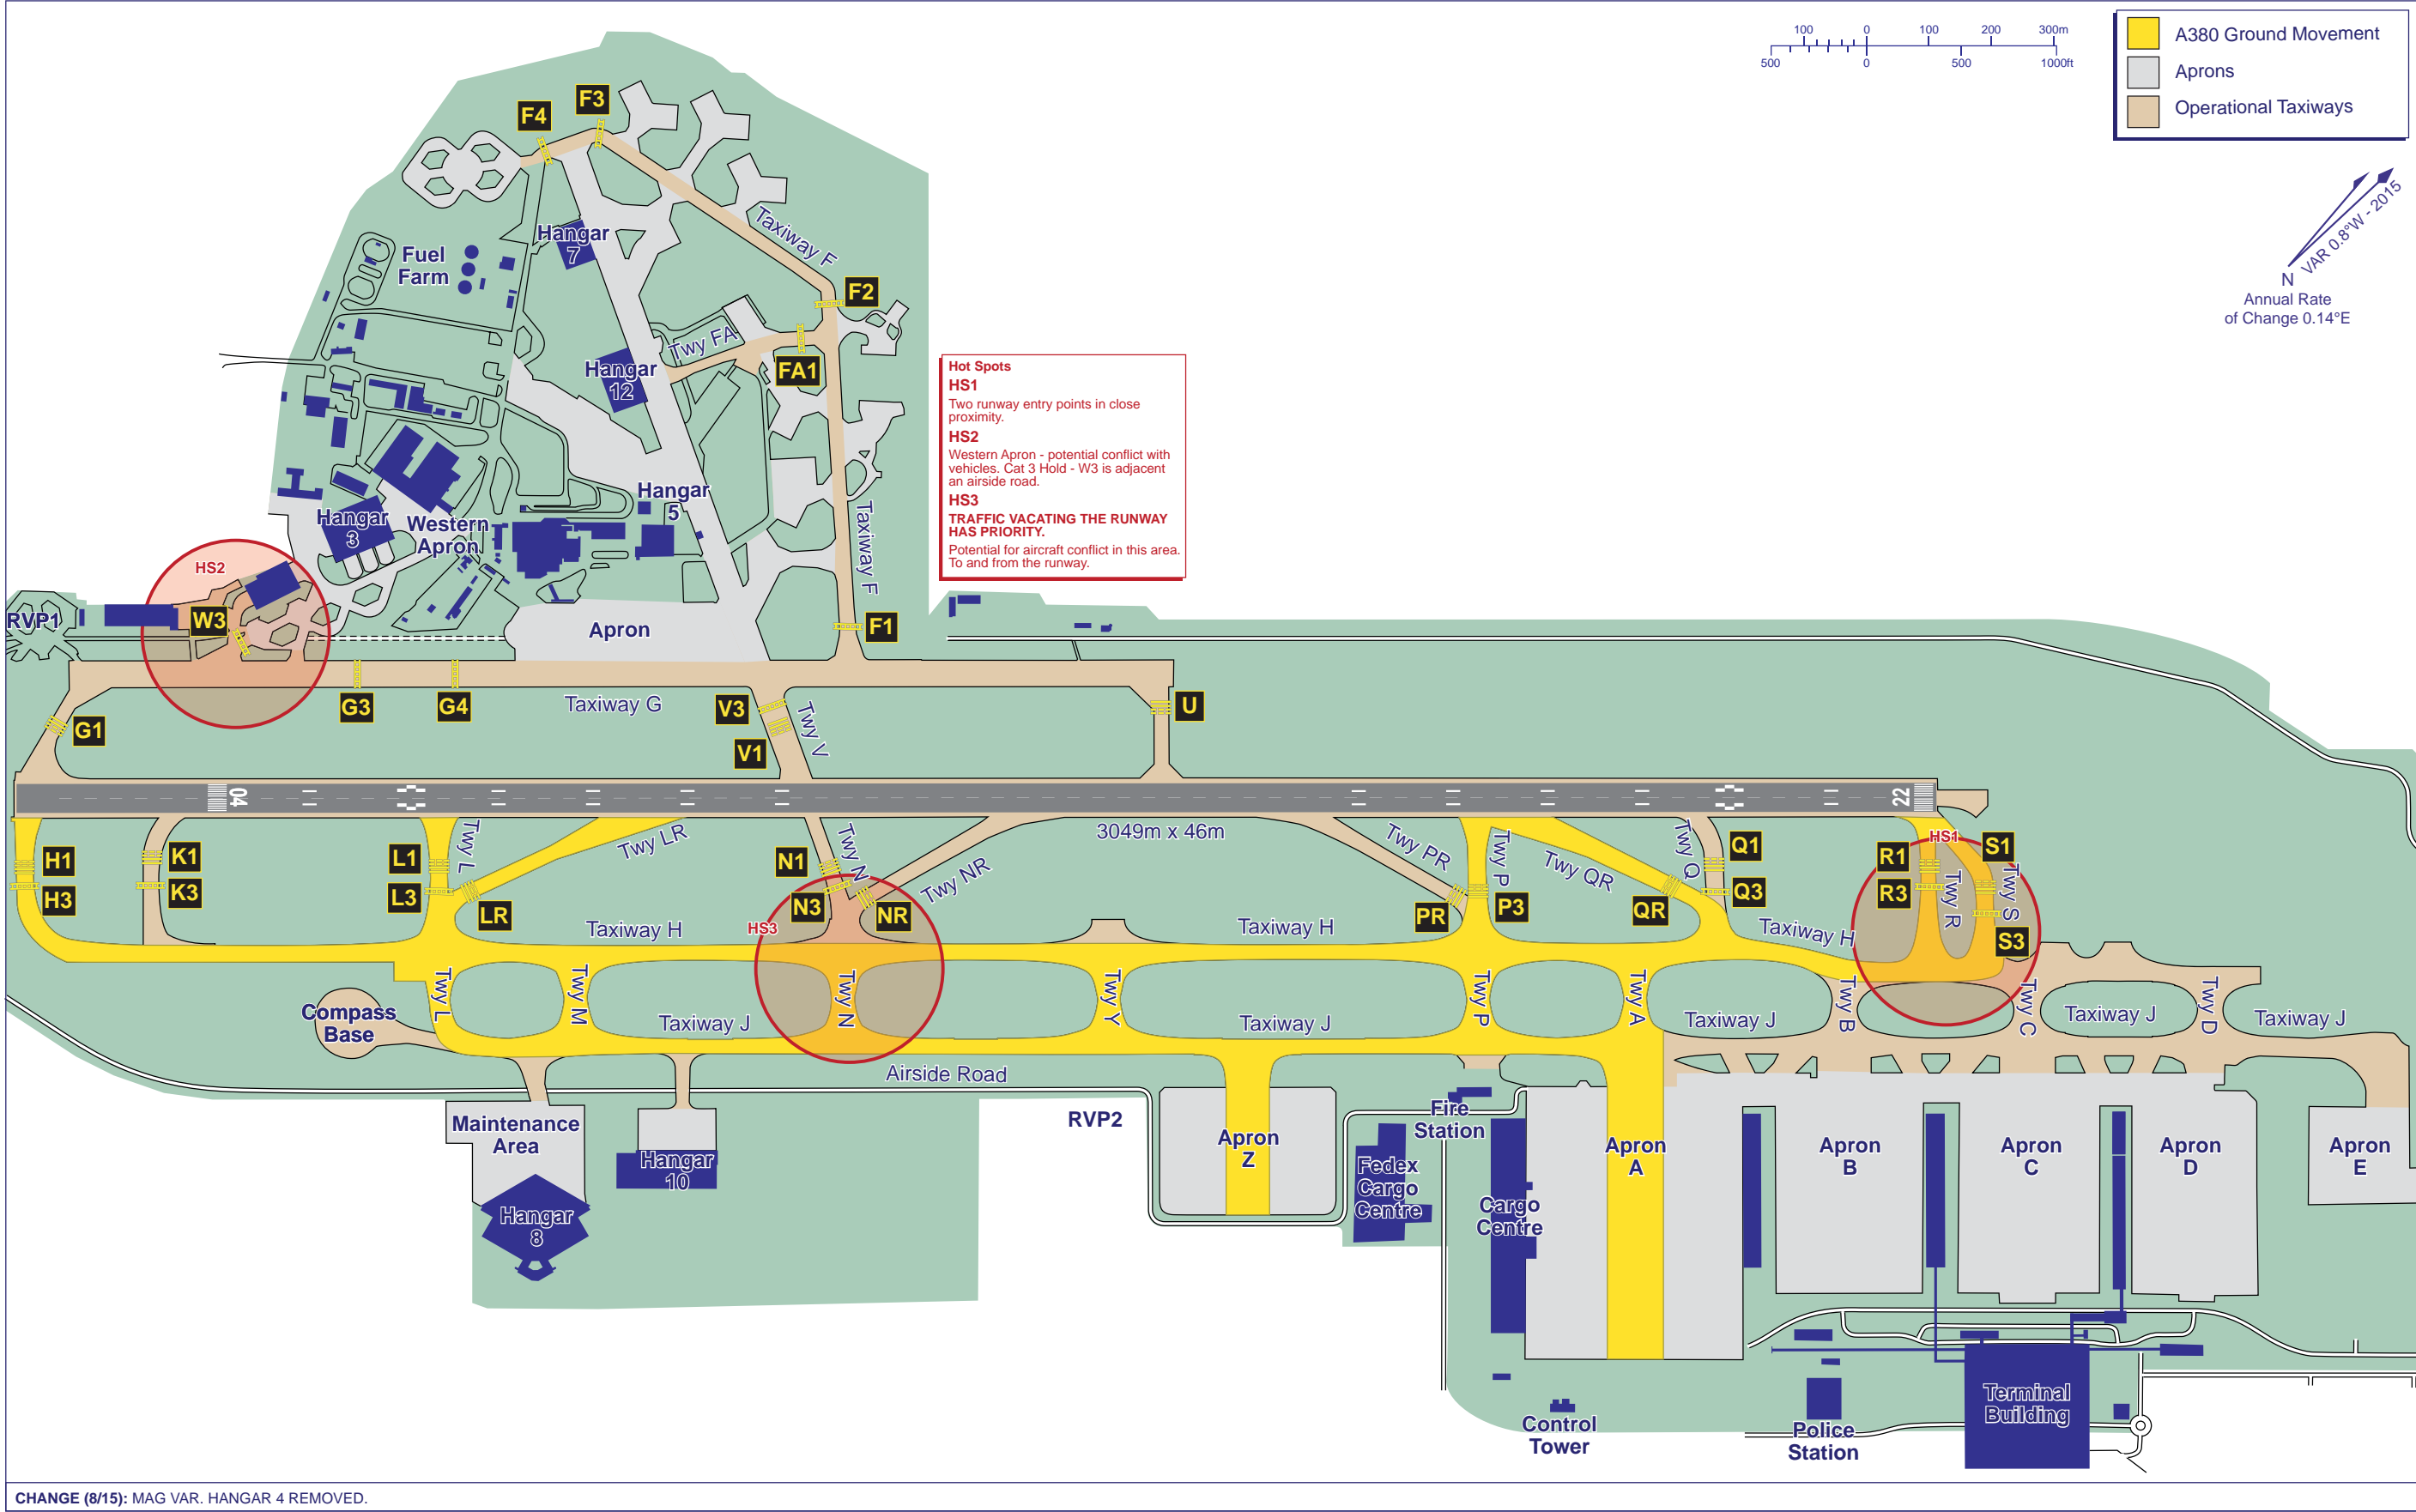 100 0 100 200 300m
500 0 500 1000ft
A380 Ground Movement
Aprons
Operational Taxiways
N
VAR 0.8°W - 2015
Annual Rate
of Change 0.14°E
F4
F3
Hangar
7
Fuel
Farm
Taxiway F
F2
Twy FA
FA1
Hangar
12
Hot Spots
HS1
Two runway entry points in close
proximity.
HS2
Western Apron - potential conflict with
vehicles. Cat 3 Hold - W3 is adjacent
an airside road.
HS3
TRAFFIC VACATING THE RUNWAY
HAS PRIORITY.
Potential for aircraft conflict in this area.
To and from the runway.
Hangar
5
Hangar
3
Western
Apron
Taxiway F
HS2
W3
RVP1
Apron
F1
G1
G3
G4
Taxiway G
V3
V1
Twy V
U
04
22
3049m x 46m
H1
H3
K1
K3
L1
L3
Twy L
LR
Twy LR
N1
N3
Twy N
NR
Twy NR
Twy PR
PR
Twy P
P3
Twy QR
QR
Twy Q
Q1
Q3
HS1
R1
R3
Twy R
S1
Twy S
S3
Taxiway H
HS3
Taxiway H
Taxiway H
Compass
Base
Twy L
Twy M
Taxiway J
Twy N
Twy Y
Taxiway J
Twy P
Twy A
Taxiway J
Twy B
Twy C
Taxiway J
Twy D
Taxiway J
Airside Road
Maintenance
Area
Hangar
10
Hangar
8
RVP2
Apron
Z
Fire
Station
Fedex
Cargo
Centre
Cargo
Centre
Apron
A
Apron
B
Apron
C
Apron
D
Apron
E
Control
Tower
Police
Station
Terminal
Building
CHANGE (8/15): MAG VAR. HANGAR 4 REMOVED.